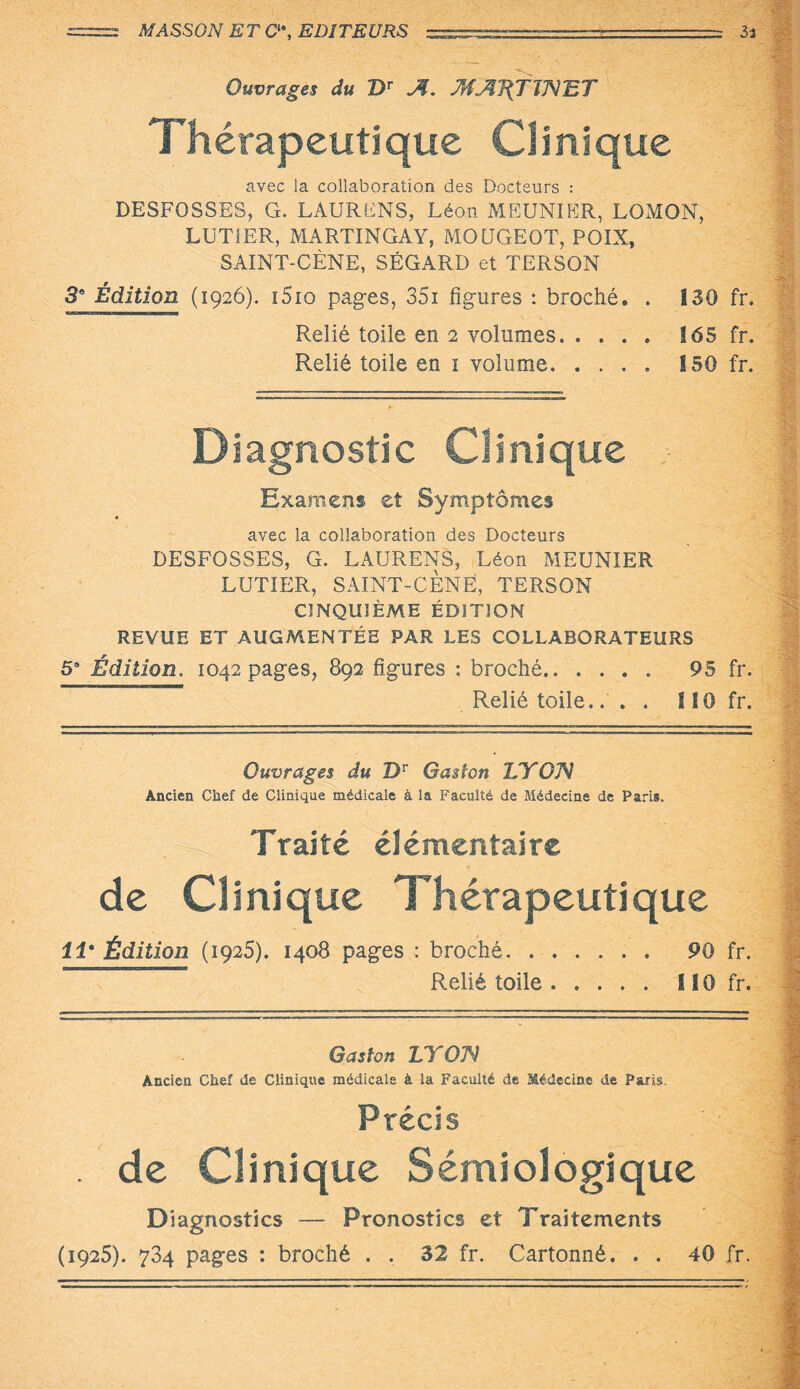 MASSON ET Cie, EDITEURS 31
Ouvrages du Dr A. MARTINET
Thérapeutique Clinique
avec la collaboration des Docteurs :
DESFOSSES, G. LAURENS, Léon MEUNIER, LOMON,
LUTIER, MARTINGAY, MOUGEOT, POIX,
SAINT-CÈNE, SÉGARD et TERSON
3e Édition (1926). 1510 pages, 351 figures : broché. . 130 fr.
Relié toile en 2 volumes. . . . . 165 fr.
Relié toile en 1 volume. . . . . 150 fr.
Diagnostic Clinique
Examens et Symptômes
avec la collaboration des Docteurs
DESFOSSES, G. LAURENS, Léon MEUNIER
LUTIER, SAINT-CÈNE, TERSON
CINQUIÈME ÉDITION
REVUE ET AUGMENTÉE PAR LES COLLABORATEURS
5e Édition. 1042 pages, 892 figures : broché. . . . . . 95 fr.
Relié toile. . . . 110 fr.
Ouvrages du Dr Gaston LYON
Ancien Chef de Clinique médicale à la Faculté de Médecine de Paris.
Traité élémentaire
de Clinique Thérapeutique
11e Édition (1925). 1408 pages : broché. . . . . . . 90 fr.
Relié toile . . . . . 110 fr.
Gaston LYON
Ancien Chef de Clinique médicale à la Faculté de Médecine de Paris.
Précis
de Clinique Sémiologique
Diagnostics — Pronostics et Traitements
(1925). 734 pages : broché . . 32 fr. Cartonné. . . 40 fr.